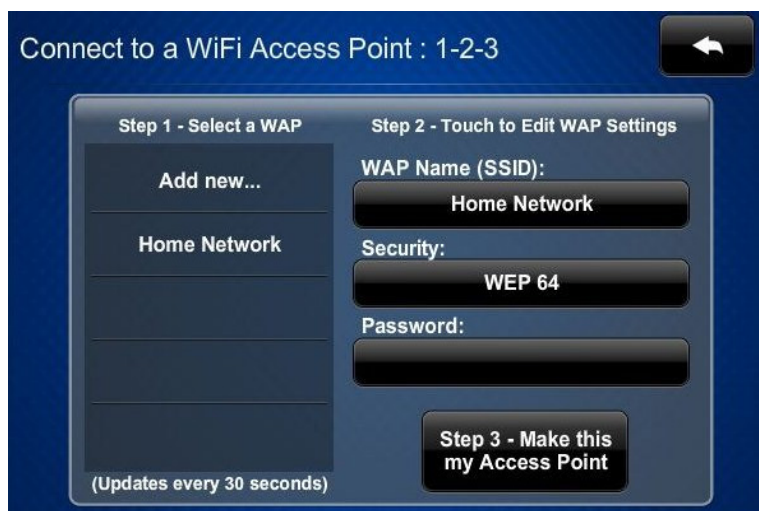 Connect to a WiFi Access Point : 1-2-3
Step 1 - Select a WAP
Add new...
Home Network
(Updates every 30 seconds)
Step 2 - Touch to Edit WAP Settings
WAP Name (SSID):
Home Network
Security:
WEP 64
Password:
Step 3 - Make this
my Access Point